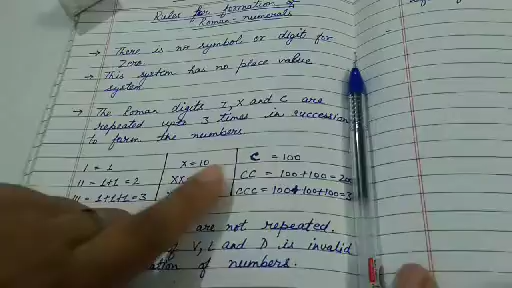 Rules for formation of
Roman numerals
→ There is no symbol or digit for
Zero
→ This system has no place value
system
→ The Roman digits I, X and C are
repeated upto 3 times in succession
to form the numbers
I = 1 X = 10 C = 100
II = 1+1 = 2 XX CC = 100+100 = 20
= 1+1+1 = 3 CCC = 100+100+100 = 3
are not repeated.
V, L and D is invalid
of numbers.